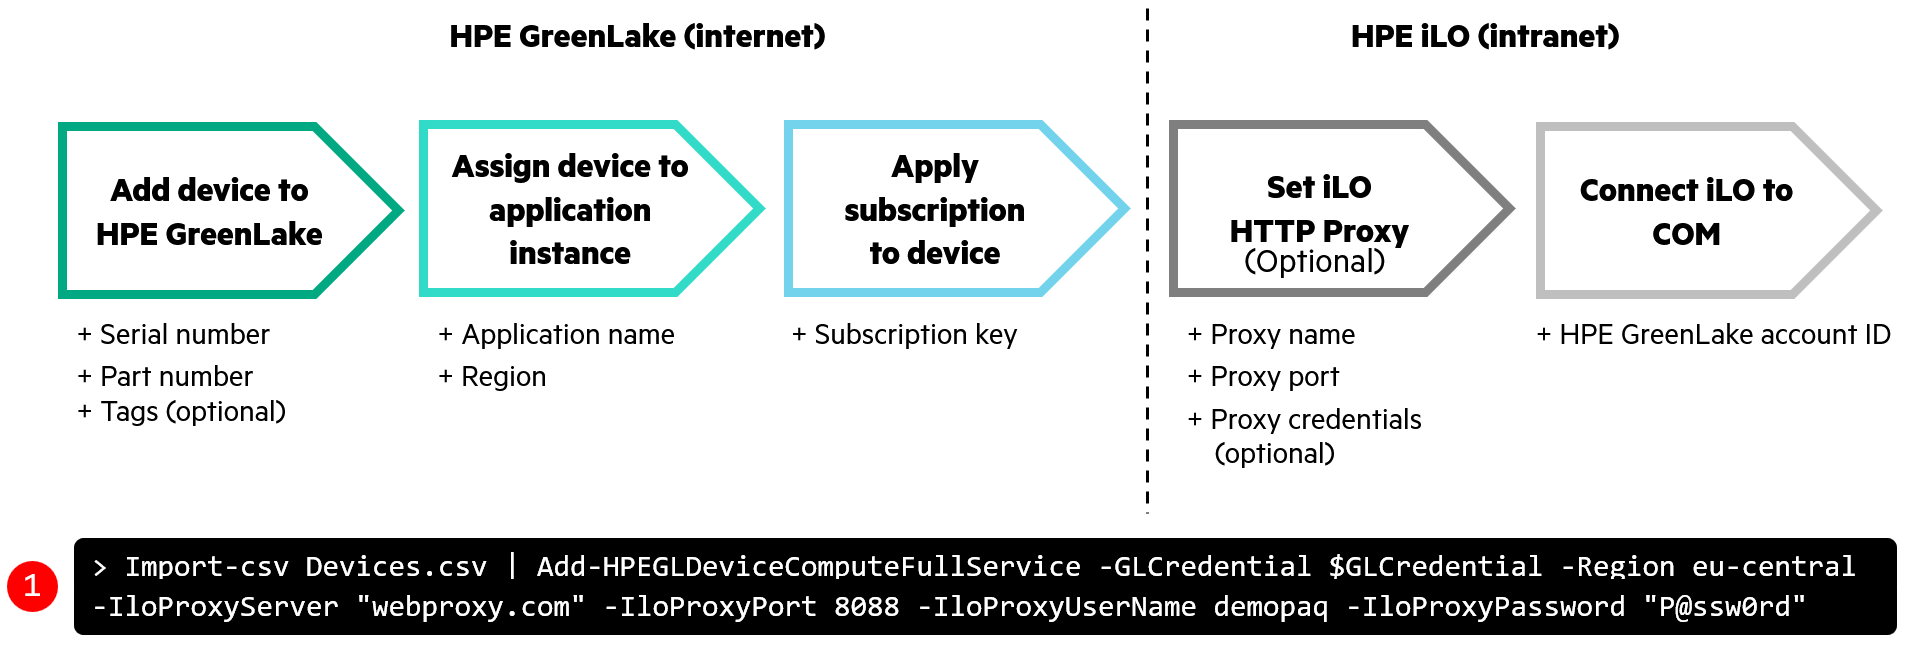 HPE GreenLake (internet)
HPE iLO (intranet)
Add device to
HPE GreenLake
Assign device to
application
instance
Apply
subscription
to device
Set iLO
HTTP Proxy
(Optional)
Connect iLO to
COM
+ Serial number
+ Part number
+ Tags (optional)
+ Application name
+ Region
+ Subscription key
+ Proxy name
+ Proxy port
+ Proxy credentials
(optional)
+ HPE GreenLake account ID
1
> Import-csv Devices.csv | Add-HPEGLDeviceComputeFullService -GLCredential $GLCredential -Region eu-central
-IloProxyServer "webproxy.com" -IloProxyPort 8088 -IloProxyUserName demopaq -IloProxyPassword "P@ssw0rd"